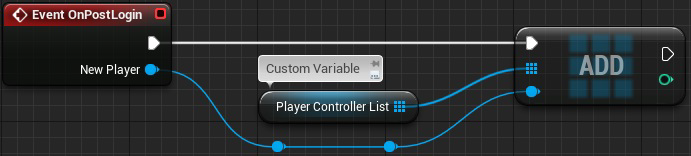 Event OnPostLogin
New Player
Custom Variable
Player Controller List
ADD